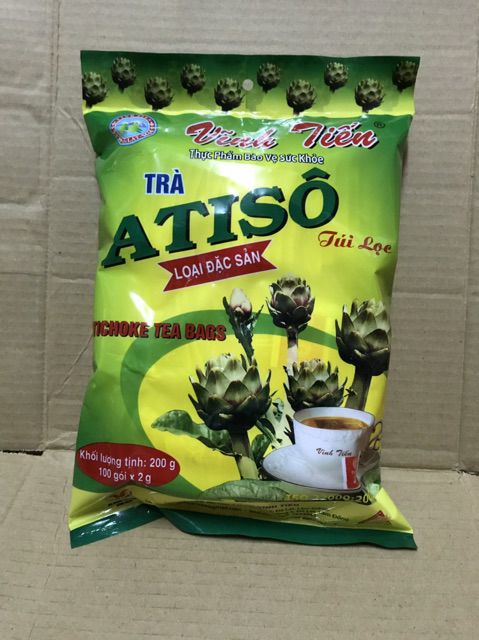 Vĩnh Tiến®
Thực Phẩm Bảo Vệ Sức Khỏe
TRÀ
ATISÔ
Túi Lọc
LOẠI ĐẶC SẢN
TICHOKE TEA BAGS
Vĩnh Tiến
Khối lượng tịnh: 200 g
100 gói x 2 g